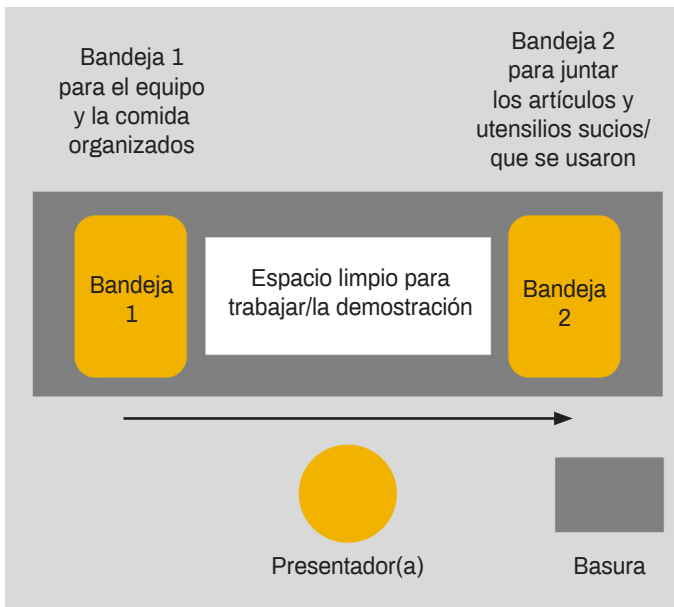 Bandeja 1
para el equipo
y la comida
organizados
Bandeja 2
para juntar
los artículos y
utensilios sucios/
que se usaron
Bandeja
1
Espacio limpio para
trabajar/la demostración
Bandeja
2
Presentador(a)
Basura